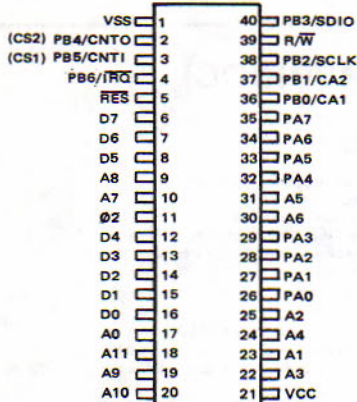 VSS 1 40 PB3/SDIO
(CS2) PB4/CNTO 2 39 R/W̅
(CS1) PB5/CNTI 3 38 PB2/SCLK
PB6/I̅R̅Q̅ 4 37 PB1/CA2
R̅E̅S̅ 5 36 PB0/CA1
D7 6 35 PA7
D6 7 34 PA6
D5 8 33 PA5
A8 9 32 PA4
A7 10 31 A5
Ø2 11 30 A6
D4 12 29 PA3
D3 13 28 PA2
D2 14 27 PA1
D1 15 26 PA0
D0 16 25 A2
A0 17 24 A4
A11 18 23 A1
A9 19 22 A3
A10 20 21 VCC